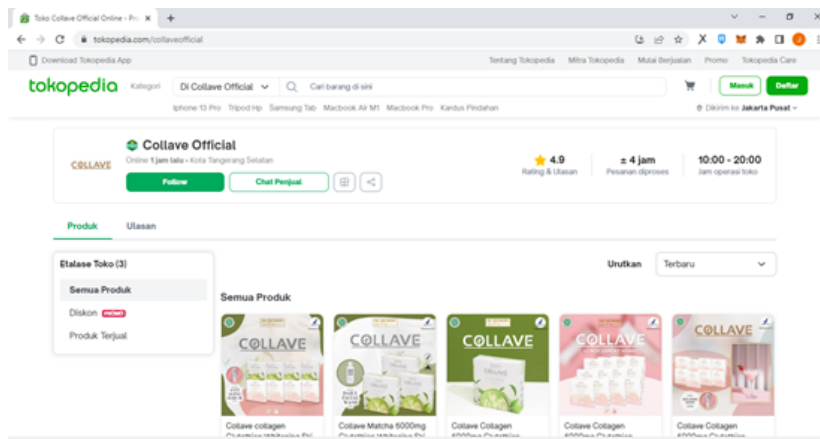 Toko Collave Official Online - Pro
tokopedia.com/collaveofficial
Download Tokopedia App
Tentang Tokopedia Mitra Tokopedia Mulai Berjualan Promo Tokopedia Care
tokopedia Kategori Di Collave Official Cari barang di sini Masuk Daftar
Iphone 13 Pro Tripod Hp Samsung Tab Macbook Air M1 Macbook Pro Kardus Pindahan
Dikirim ke Jakarta Pusat
Collave Official
Online 1 jam lalu • Kota Tangerang Selatan
COLLAVE
Follow Chat Penjual
4.9 ± 4 jam 10:00 - 20:00
Rating & Ulasan Pesanan diproses Jam operasi toko
Produk Ulasan
Etalase Toko (3)
Urutkan Terbaru
Semua Produk
Diskon PROMO
Produk Terjual
Semua Produk
COLLAVE COLLAVE COLLAVE COLLAVE COLLAVE
Collave collagen Collave Matcha 5000mg Collave Collagen Collave Collagen Collave Collagen